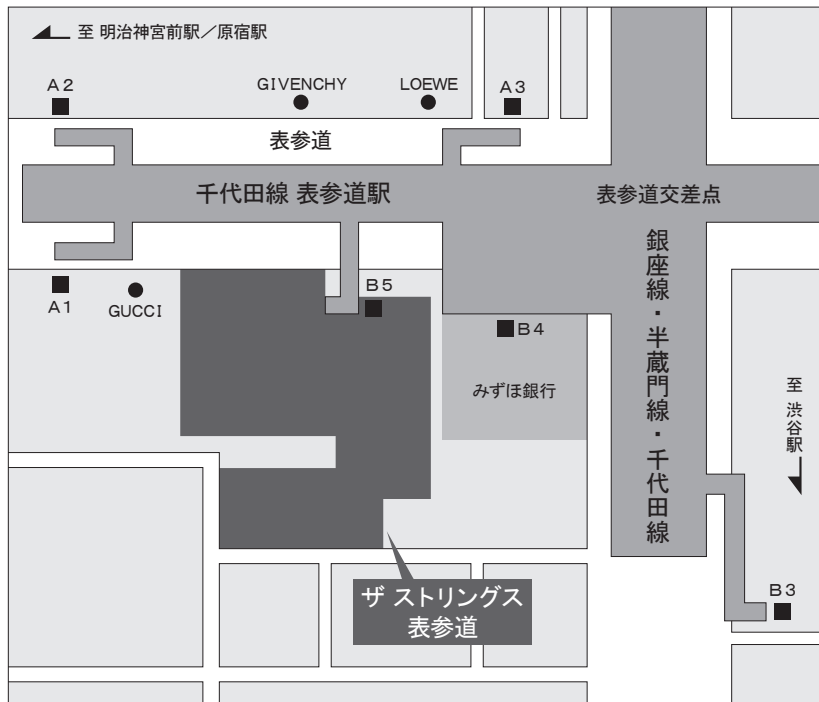 至 明治神宮前駅／原宿駅
A2
GIVENCHY
LOEWE
A3
表参道
千代田線 表参道駅
表参道交差点
A1
GUCCI
B5
B4
みずほ銀行
銀座線・半蔵門線・千代田線
至 渋谷駅
B3
ザ ストリングス
表参道